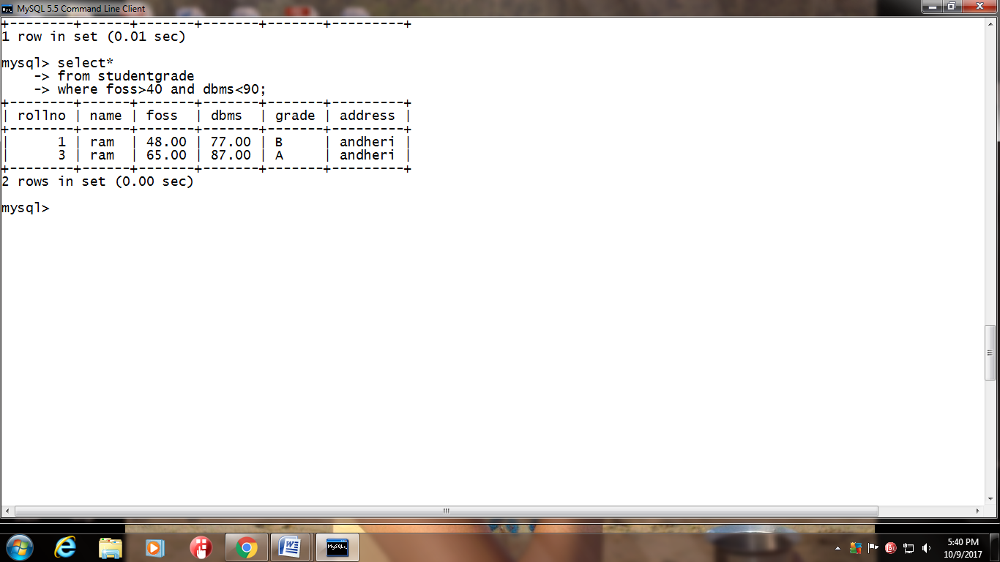 MySQL 5.5 Command Line Client
+--------+------+-------+-------+-------+---------+
1 row in set (0.01 sec)
mysql> select*
    -> from studentgrade
    -> where foss>40 and dbms<90;
+--------+------+-------+-------+-------+---------+
| rollno | name | foss  | dbms  | grade | address |
+--------+------+-------+-------+-------+---------+
|      1 | ram  | 48.00 | 77.00 | B     | andheri |
|      3 | ram  | 65.00 | 87.00 | A     | andheri |
+--------+------+-------+-------+-------+---------+
2 rows in set (0.00 sec)
mysql>
5:40 PM
10/9/2017